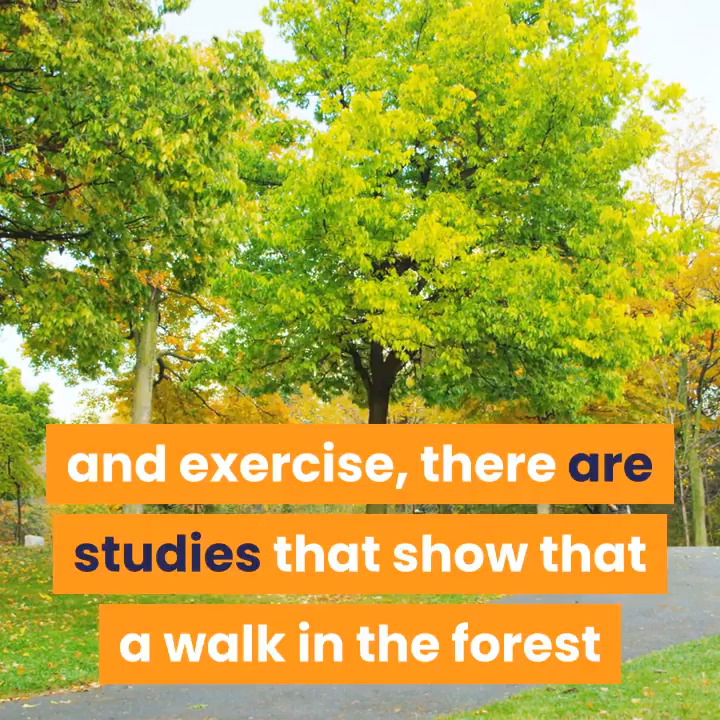 and exercise, there are
studies that show that
a walk in the forest